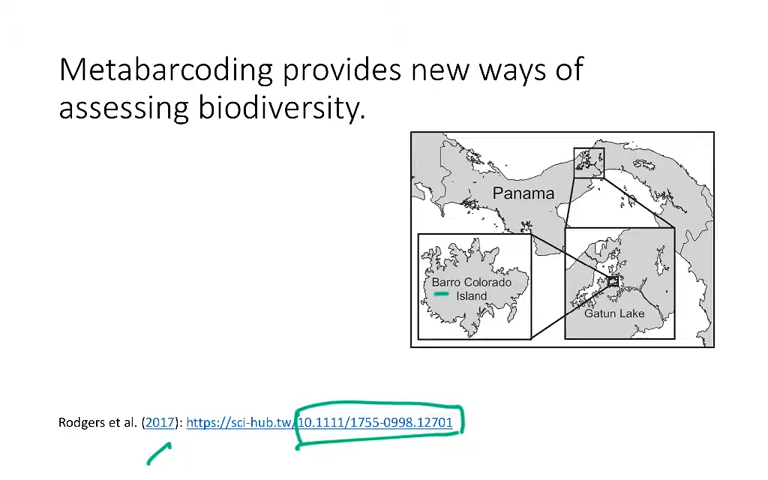 Metabarcoding provides new ways of
assessing biodiversity.
Panama
Barro Colorado
Island
Gatun Lake
Rodgers et al. (2017): https://sci-hub.tw/10.1111/1755-0998.12701